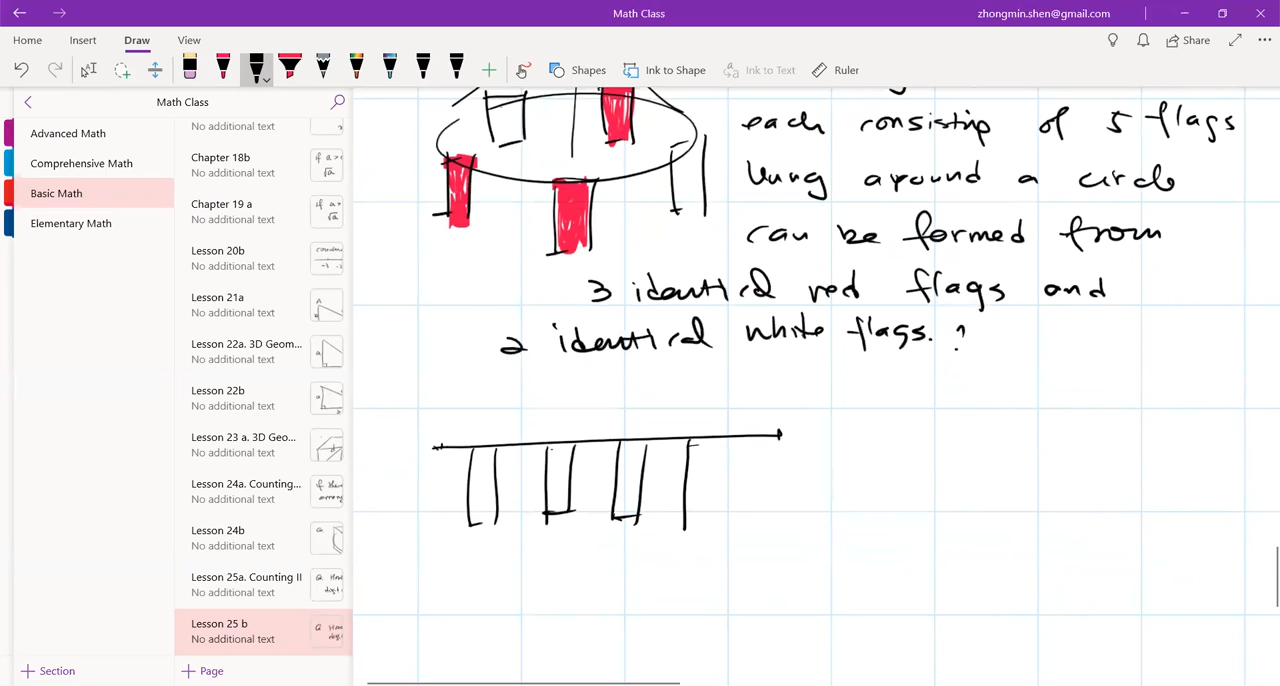 Math Class
zhongmin.shen@gmail.com
Home
Insert
Draw
View
Share
Shapes
Ink to Shape
Ink to Text
Ruler
Math Class
Advanced Math
Comprehensive Math
Basic Math
Elementary Math
No additional text
Chapter 18b
No additional text
Chapter 19 a
No additional text
Lesson 20b
No additional text
Lesson 21a
No additional text
Lesson 22a. 3D Geom...
No additional text
Lesson 22b
No additional text
Lesson 23 a. 3D Geo...
No additional text
Lesson 24a. Counting...
No additional text
Lesson 24b
No additional text
Lesson 25a. Counting II
No additional text
Lesson 25 b
No additional text
Section
Page
each consisting of 5 flags
hung around a circle
can be formed from
3 identical red flags and
2 identical white flags. ?